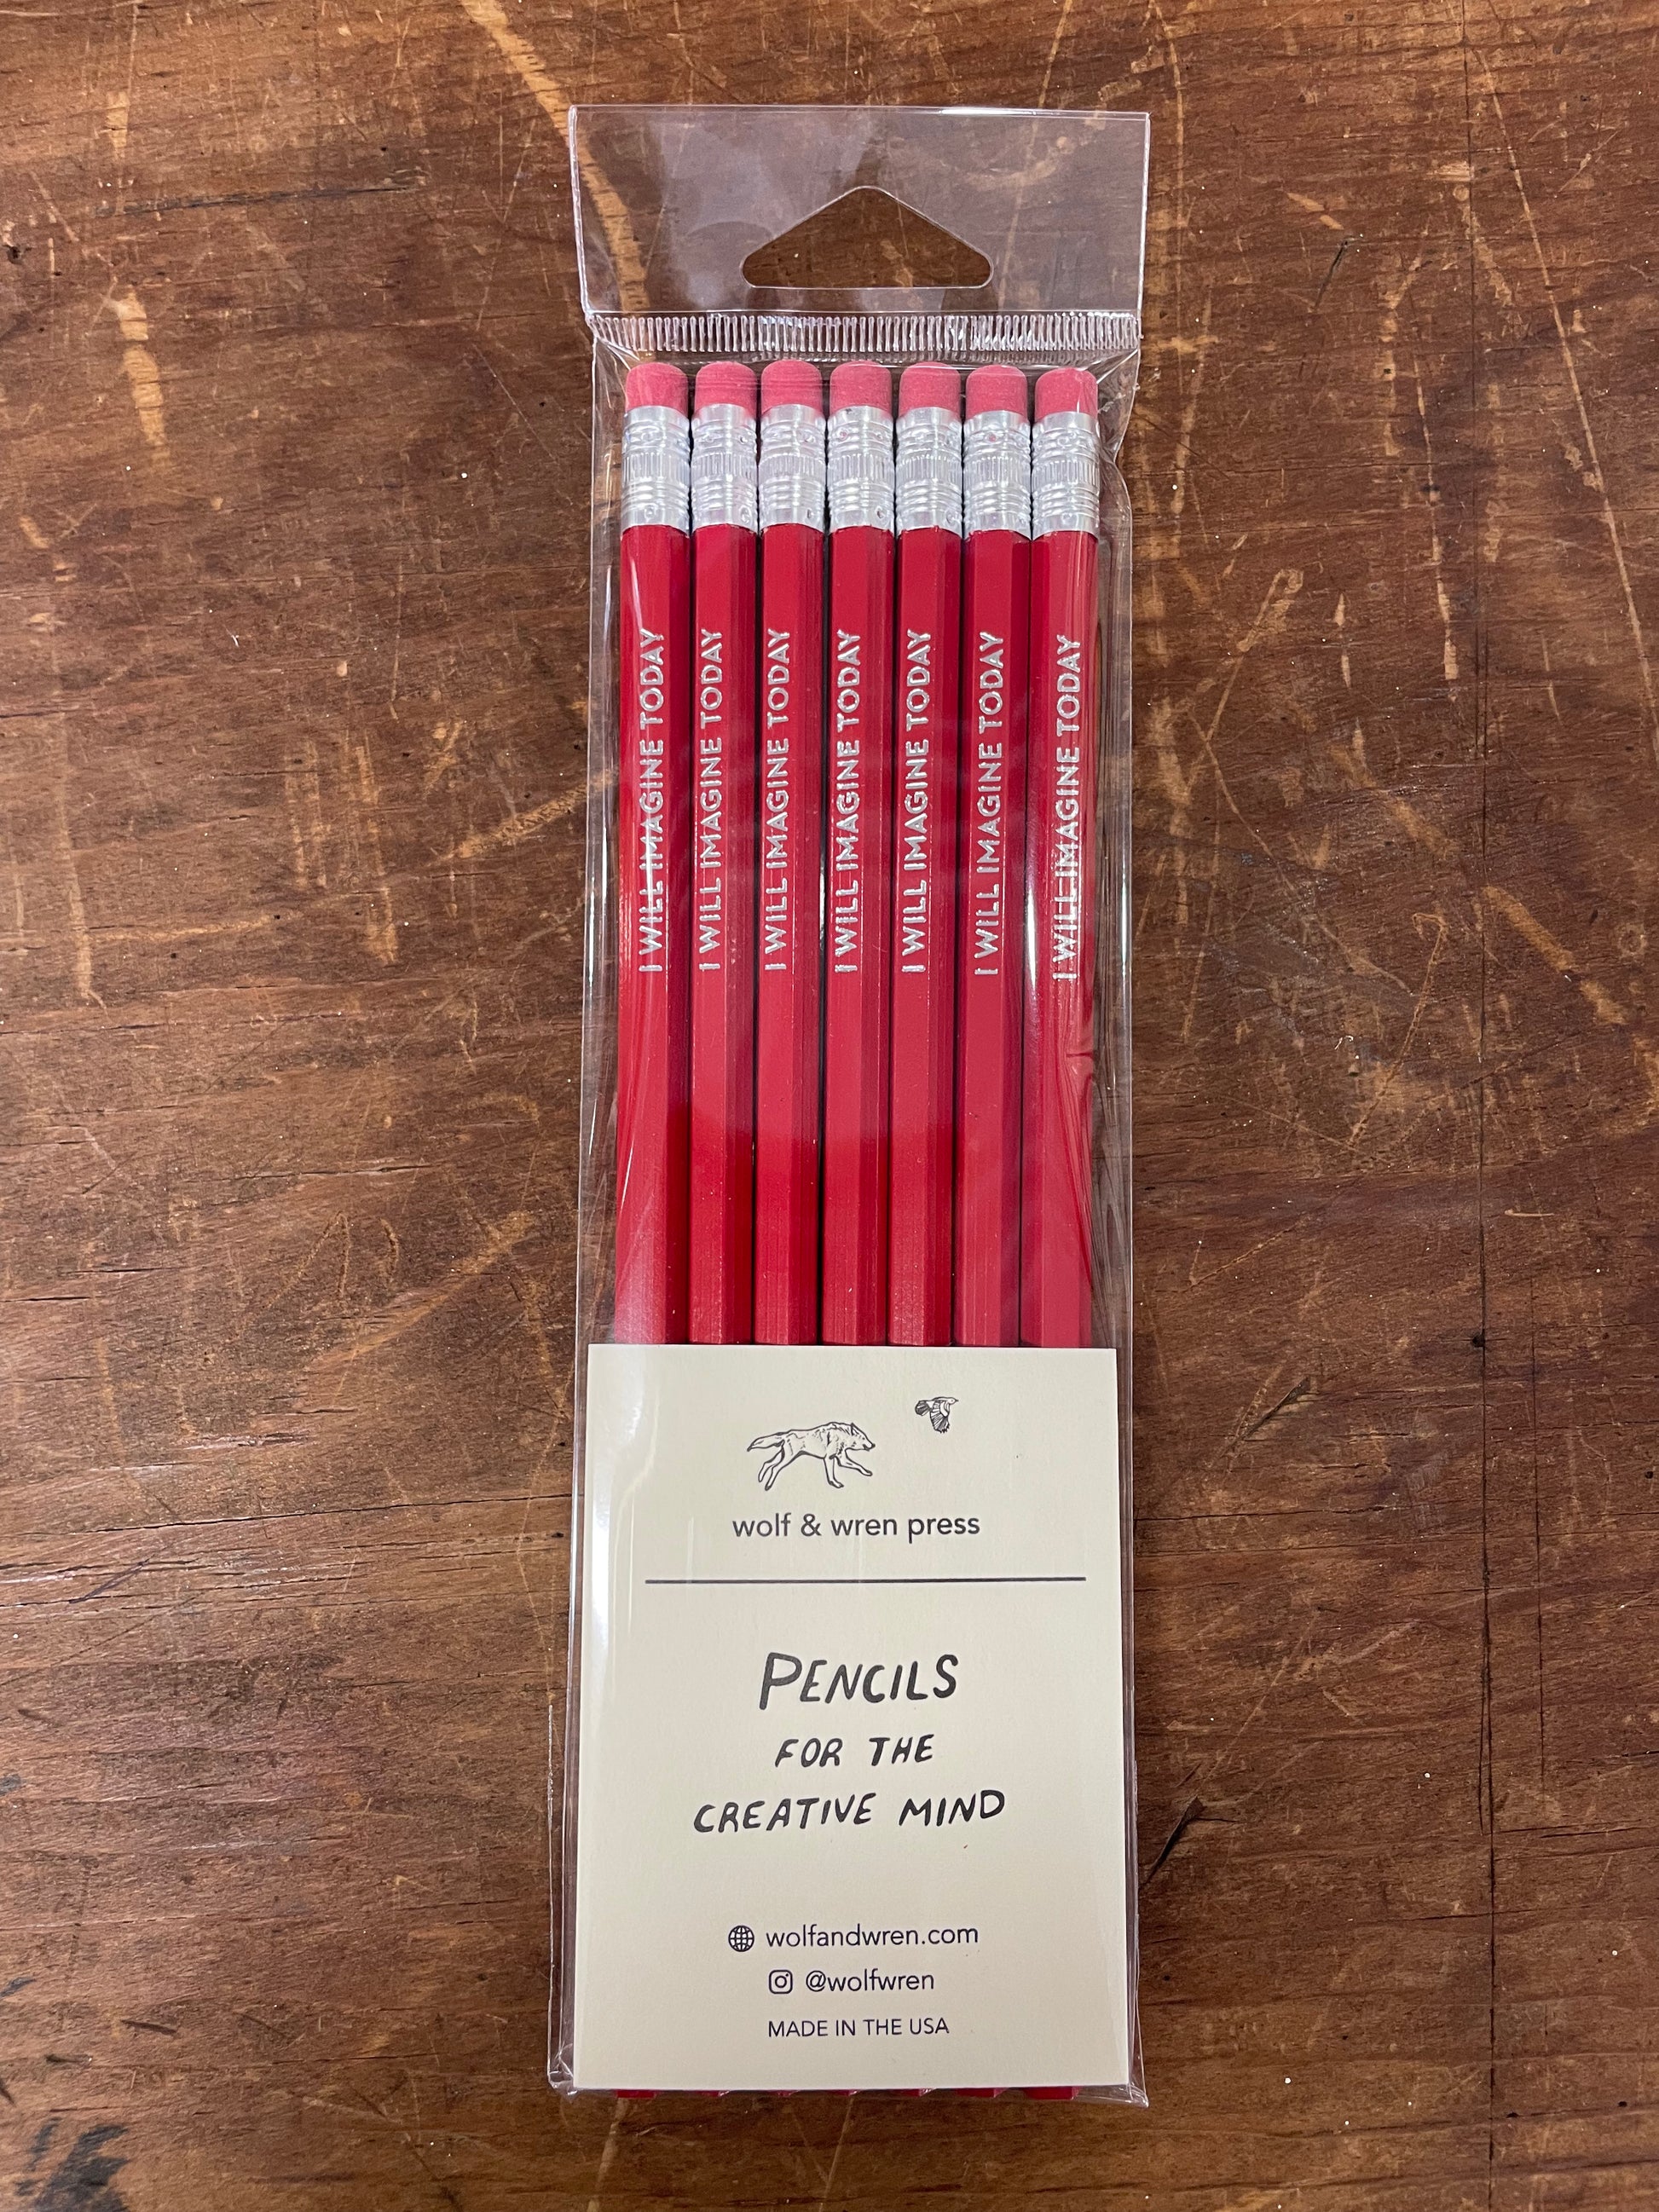 I WILL IMAGINE TODAY
I WILL IMAGINE TODAY
I WILL IMAGINE TODAY
I WILL IMAGINE TODAY
I WILL IMAGINE TODAY
I WILL IMAGINE TODAY
I WILL IMAGINE TODAY
wolf & wren press
PENCILS
FOR THE
CREATIVE MIND
wolfandwren.com
@wolfwren
MADE IN THE USA